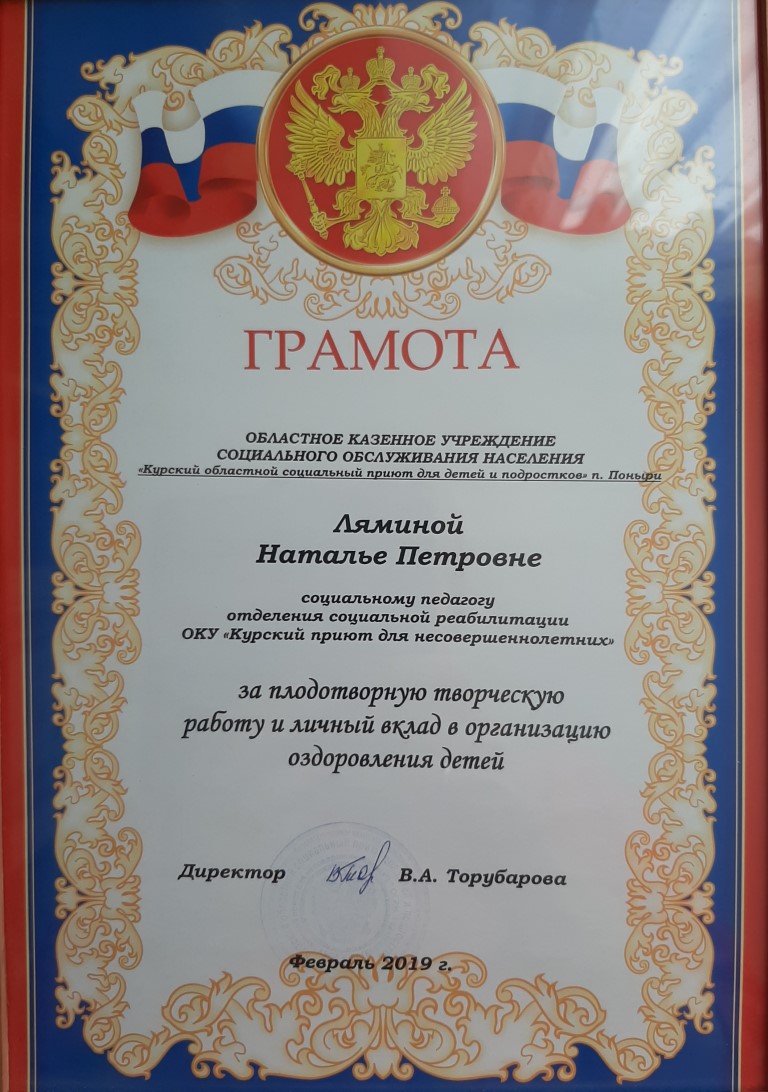 ГРАМОТА
ОБЛАСТНОЕ КАЗЕННОЕ УЧРЕЖДЕНИЕ
СОЦИАЛЬНОГО ОБСЛУЖИВАНИЯ НАСЕЛЕНИЯ
«Курский областной социальный приют для детей и подростков» п. Поныри
Ляминой
Наталье Петровне
социальному педагогу
отделения социальной реабилитации
ОКУ «Курский приют для несовершеннолетних»
за плодотворную творческую
работу и личный вклад в организацию
оздоровления детей
Директор В.А. Торубарова
Февраль 2019 г.